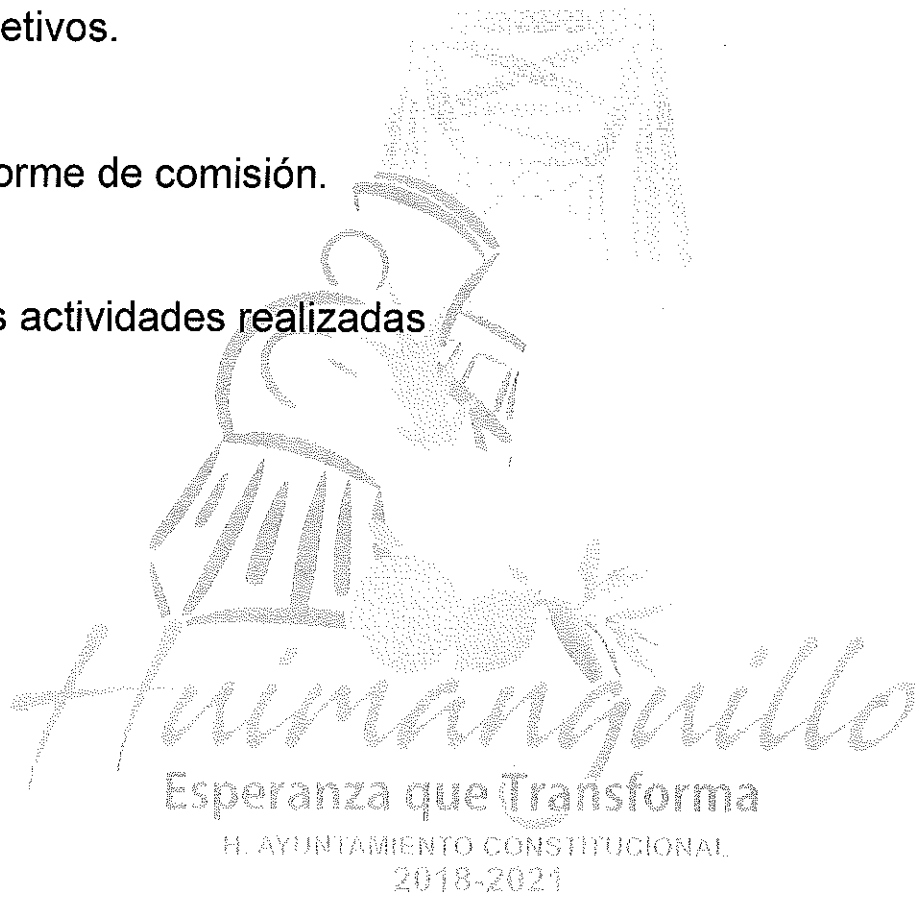 etivos.
orme de comisión.
s actividades realizadas
Huimanguillo
Esperanza que Transforma
H. AYUNTAMIENTO CONSTITUCIONAL
2018-2021